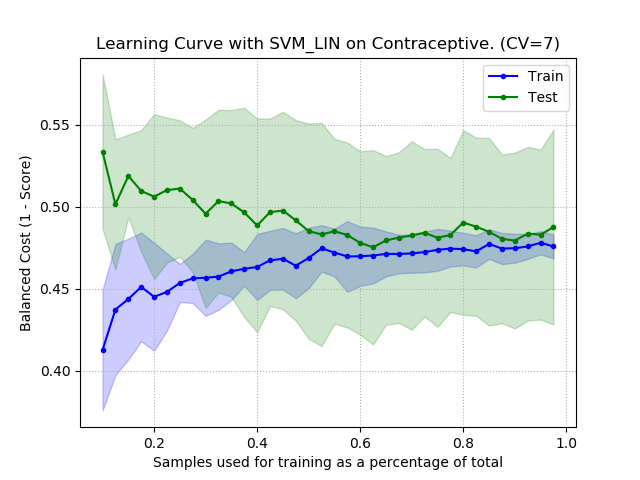 Learning Curve with SVM_LIN on Contraceptive. (CV=7)
Train
Test
Balanced Cost (1 - Score)
0.55
0.50
0.45
0.40
0.2
0.4
0.6
0.8
1.0
Samples used for training as a percentage of total